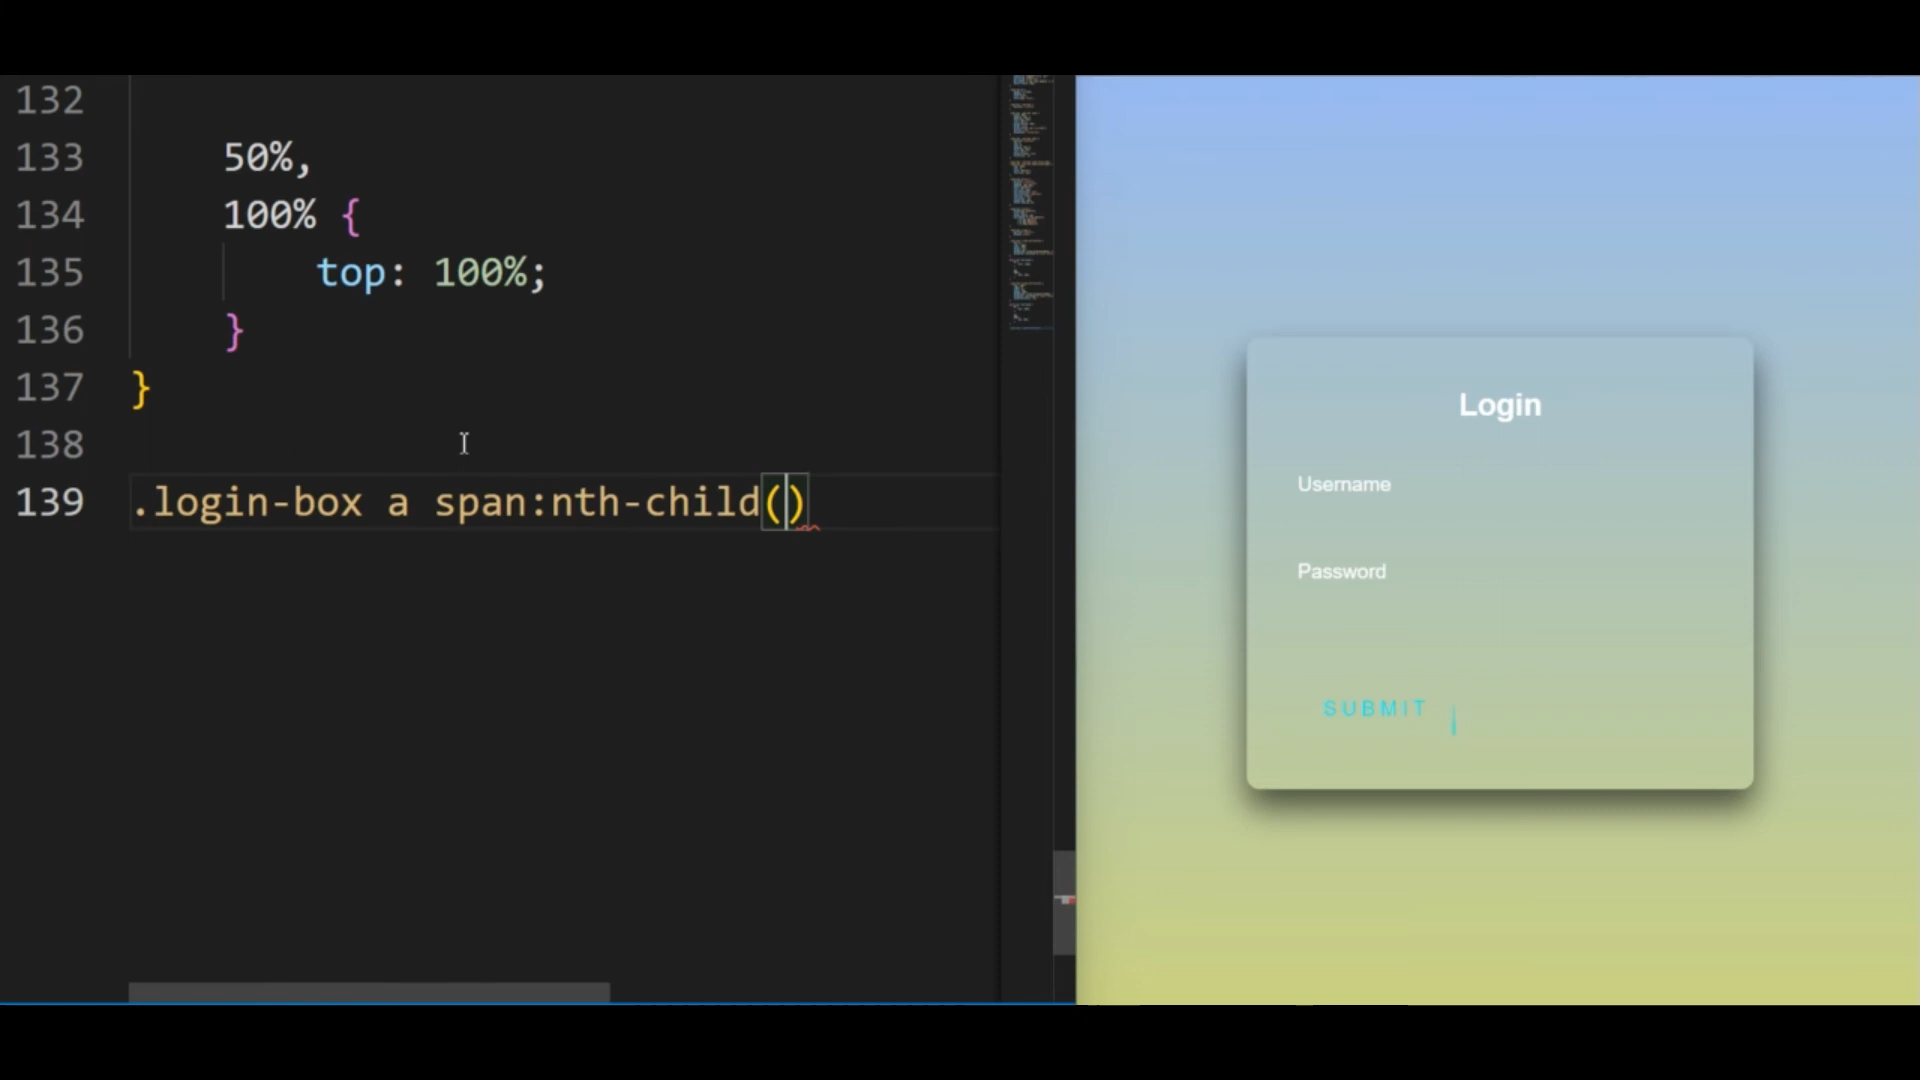 132
133 50%,
134 100% {
135 top: 100%;
136 }
137 }
138
139 .login-box a span:nth-child()
Login
Username
Password
SUBMIT